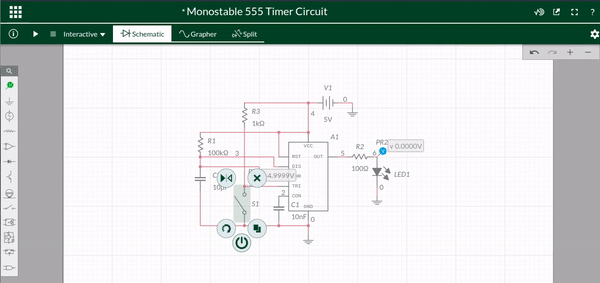 * Monostable 555 Timer Circuit
Interactive
Schematic
Grapher
Split
V1
0
5V
4
R3
1kΩ
R1
100kΩ
3
A1
VCC
RST
OUT
DIS
TRI
CON
GND
5
R2
100Ω
6
PR2
V 0.0000V
LED1
0
4.9999V
10µF
S1
2
C1
10nF
0